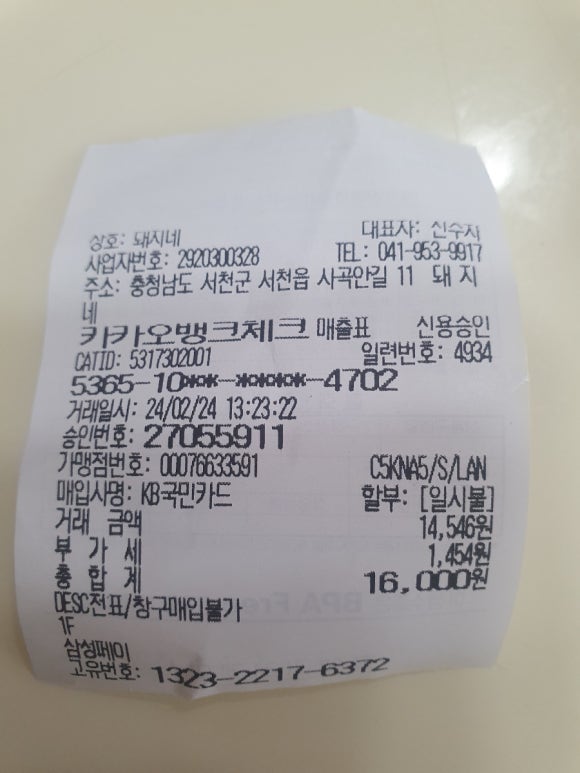 상호: 돼지네 대표자: 신수자
사업자번호: 2920300328 TEL: 041-953-9917
주소: 충청남도 서천군 서천읍 사곡안길 11 돼지
네
카카오뱅크체크 매출표 신용승인
CATID: 5317302001 일련번호: 4934
5365-10**-****-4702
거래일시: 24/02/24 13:23:22
승인번호: 27055911
가맹점번호: 00076633591 C5KNA5/S/LAN
매입사명: KB국민카드 할부: [일시불]
거래 금액 14,546원
부 가 세 1,454원
총 합 계 16,000원
DESC전표/창구매입불가
1F
삼성페이
고유번호: 1323-2217-6372
BPA Fre